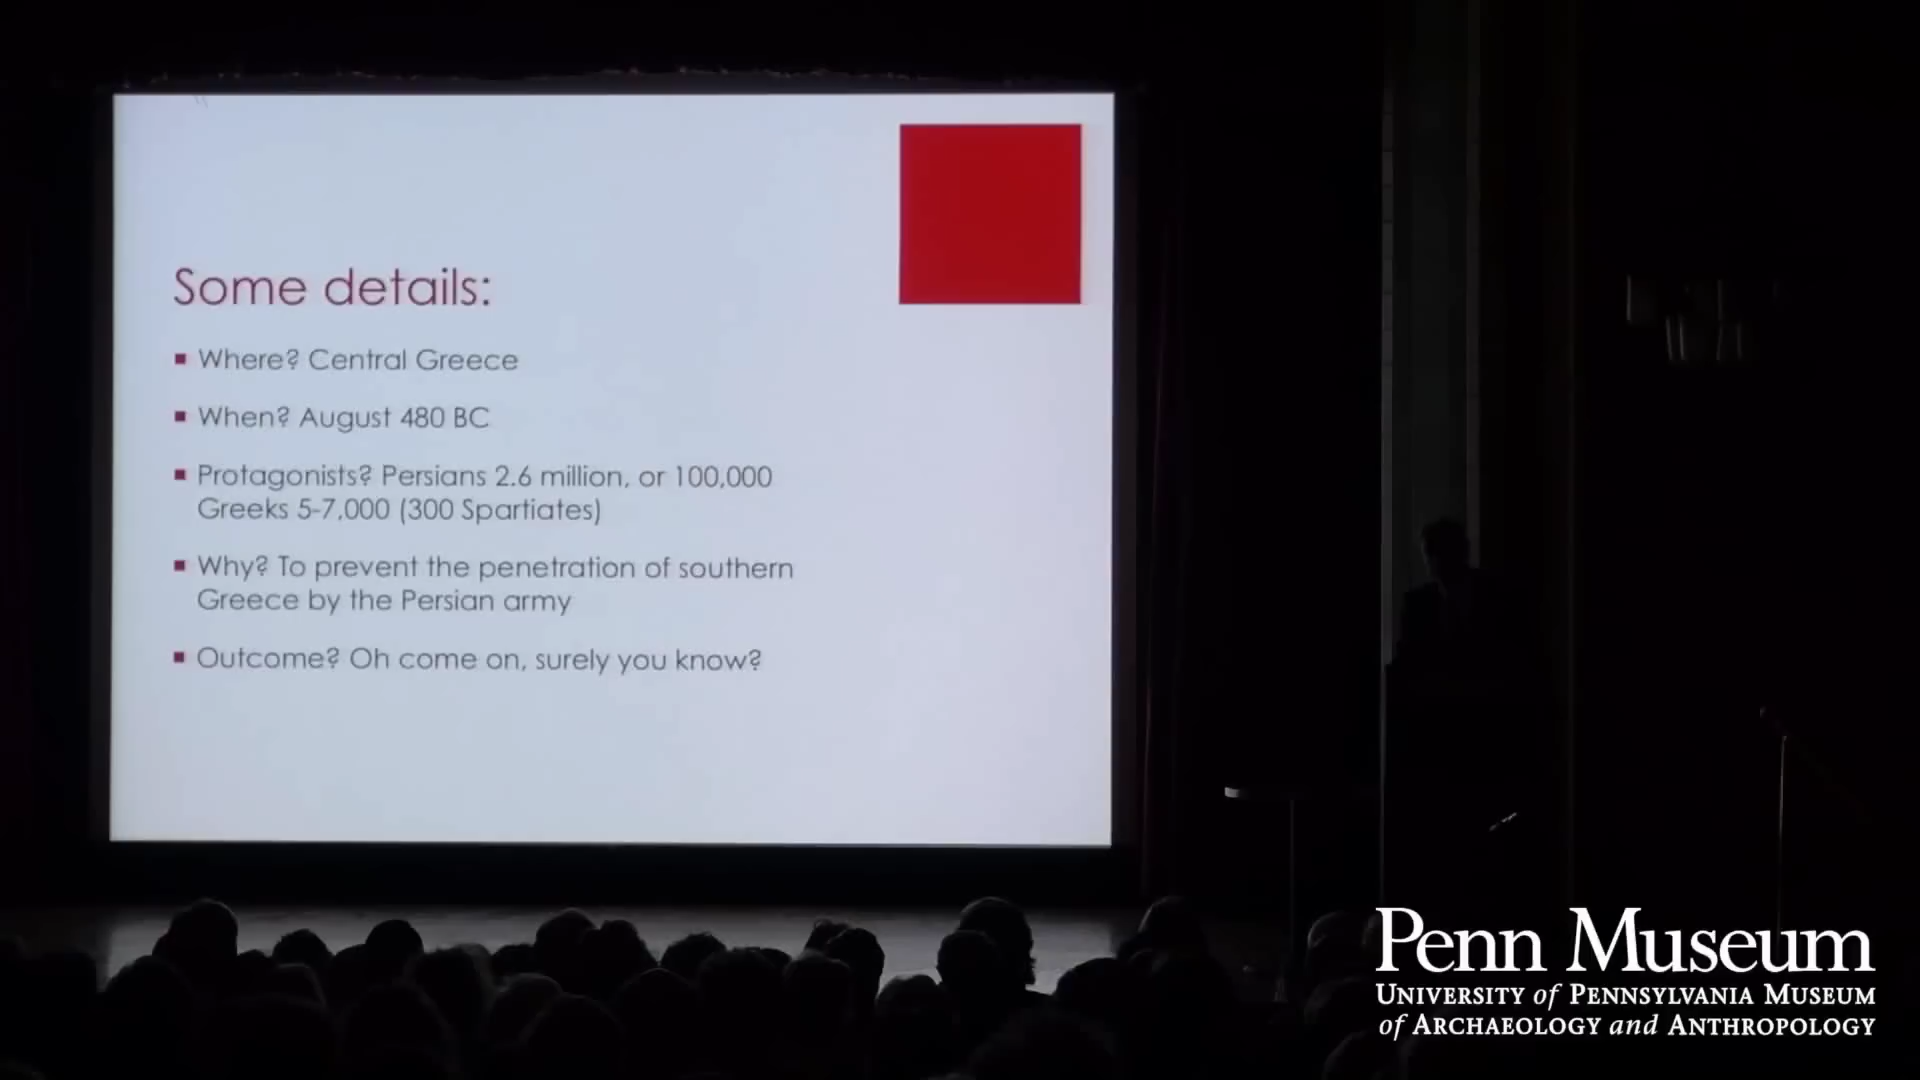 Some details:
Where? Central Greece
When? August 480 BC
Protagonists? Persians 2.6 million, or 100,000
Greeks 5-7,000 (300 Spartiates)
Why? To prevent the penetration of southern
Greece by the Persian army
Outcome? Oh come on, surely you know?
Penn Museum
UNIVERSITY of PENNSYLVANIA MUSEUM
of ARCHAEOLOGY and ANTHROPOLOGY